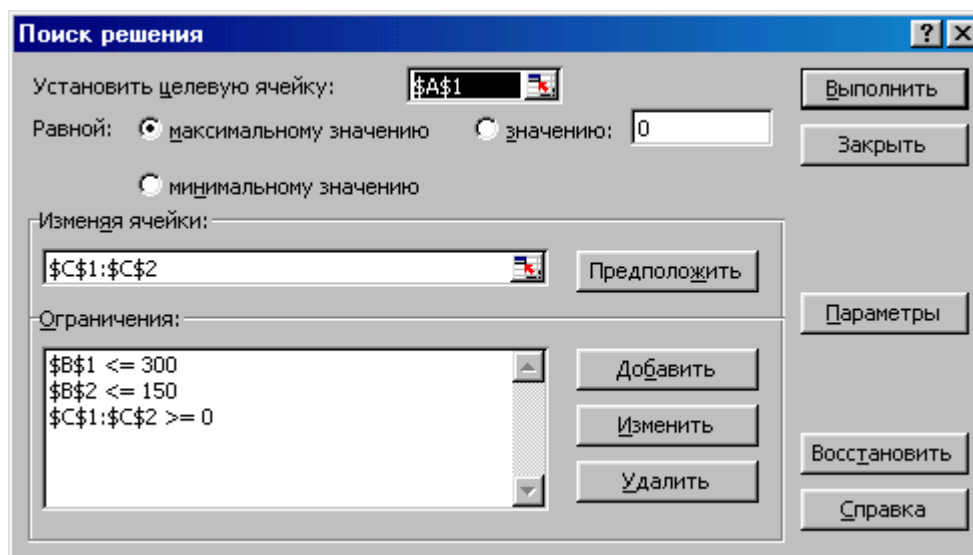 Поиск решения
Установить целевую ячейку: $A$1
Равной: максимальному значению значению: 0
минимальному значению
Изменяя ячейки:
$C$1:$C$2
Предположить
Ограничения:
$B$1 <= 300
$B$2 <= 150
$C$1:$C$2 >= 0
Добавить
Изменить
Удалить
Выполнить
Закрыть
Параметры
Восстановить
Справка